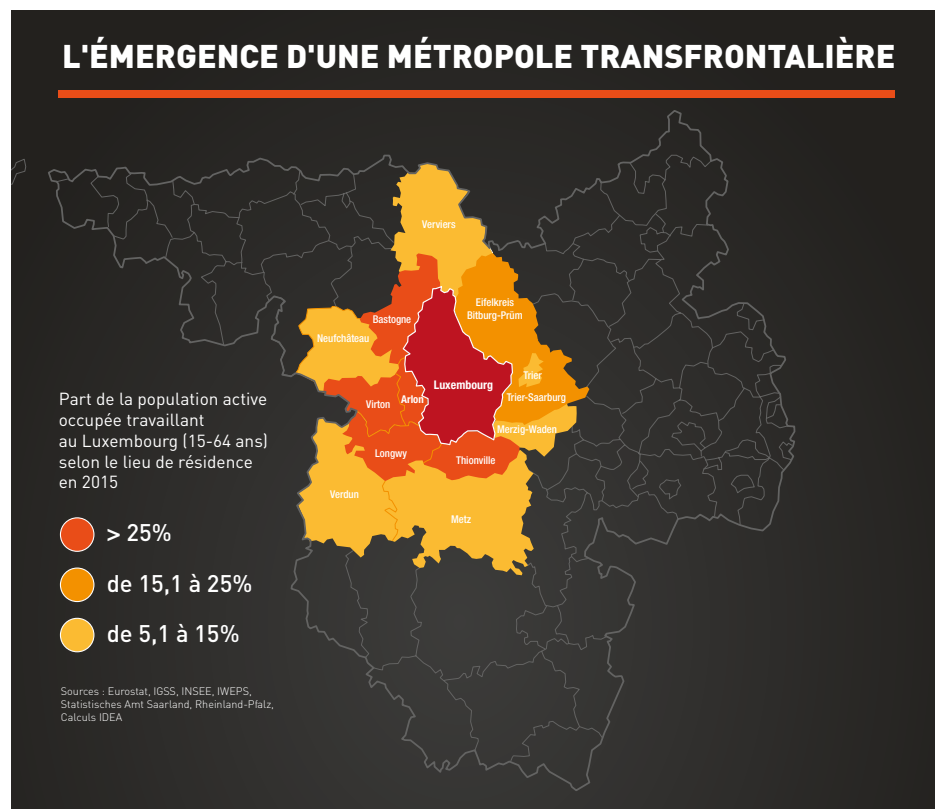 L'ÉMERGENCE D'UNE MÉTROPOLE TRANSFRONTALIÈRE
Verviers
Eifelkreis
Bitburg-Prüm
Bastogne
Neufchâteau
Trier
Luxembourg
Trier-Saarburg
Arlon
Virton
Merzig-Waden
Longwy
Thionville
Verdun
Metz
Part de la population active
occupée travaillant
au Luxembourg (15-64 ans)
selon le lieu de résidence
en 2015
> 25%
de 15,1 à 25%
de 5,1 à 15%
Sources : Eurostat, IGSS, INSEE, IWEPS,
Statistisches Amt Saarland, Rheinland-Pfalz,
Calculs IDEA